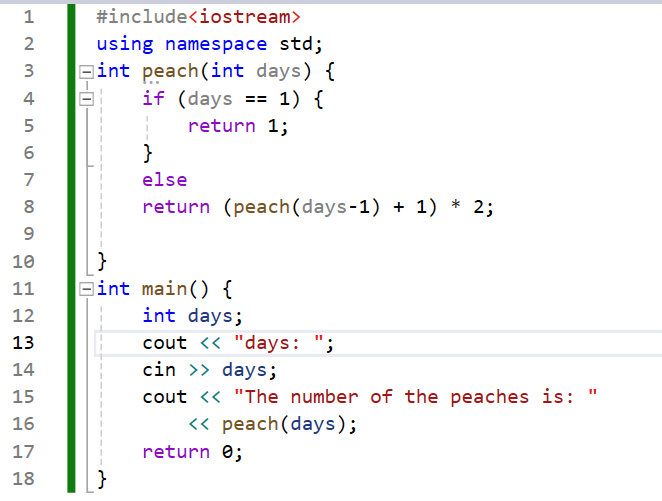 1 #include<iostream>
2 using namespace std;
3 int peach(int days) {
4     if (days == 1) {
5         return 1;
6     }
7     else
8     return (peach(days-1) + 1) * 2;
9
10 }
11 int main() {
12     int days;
13     cout << "days: ";
14     cin >> days;
15     cout << "The number of the peaches is: "
16         << peach(days);
17     return 0;
18 }